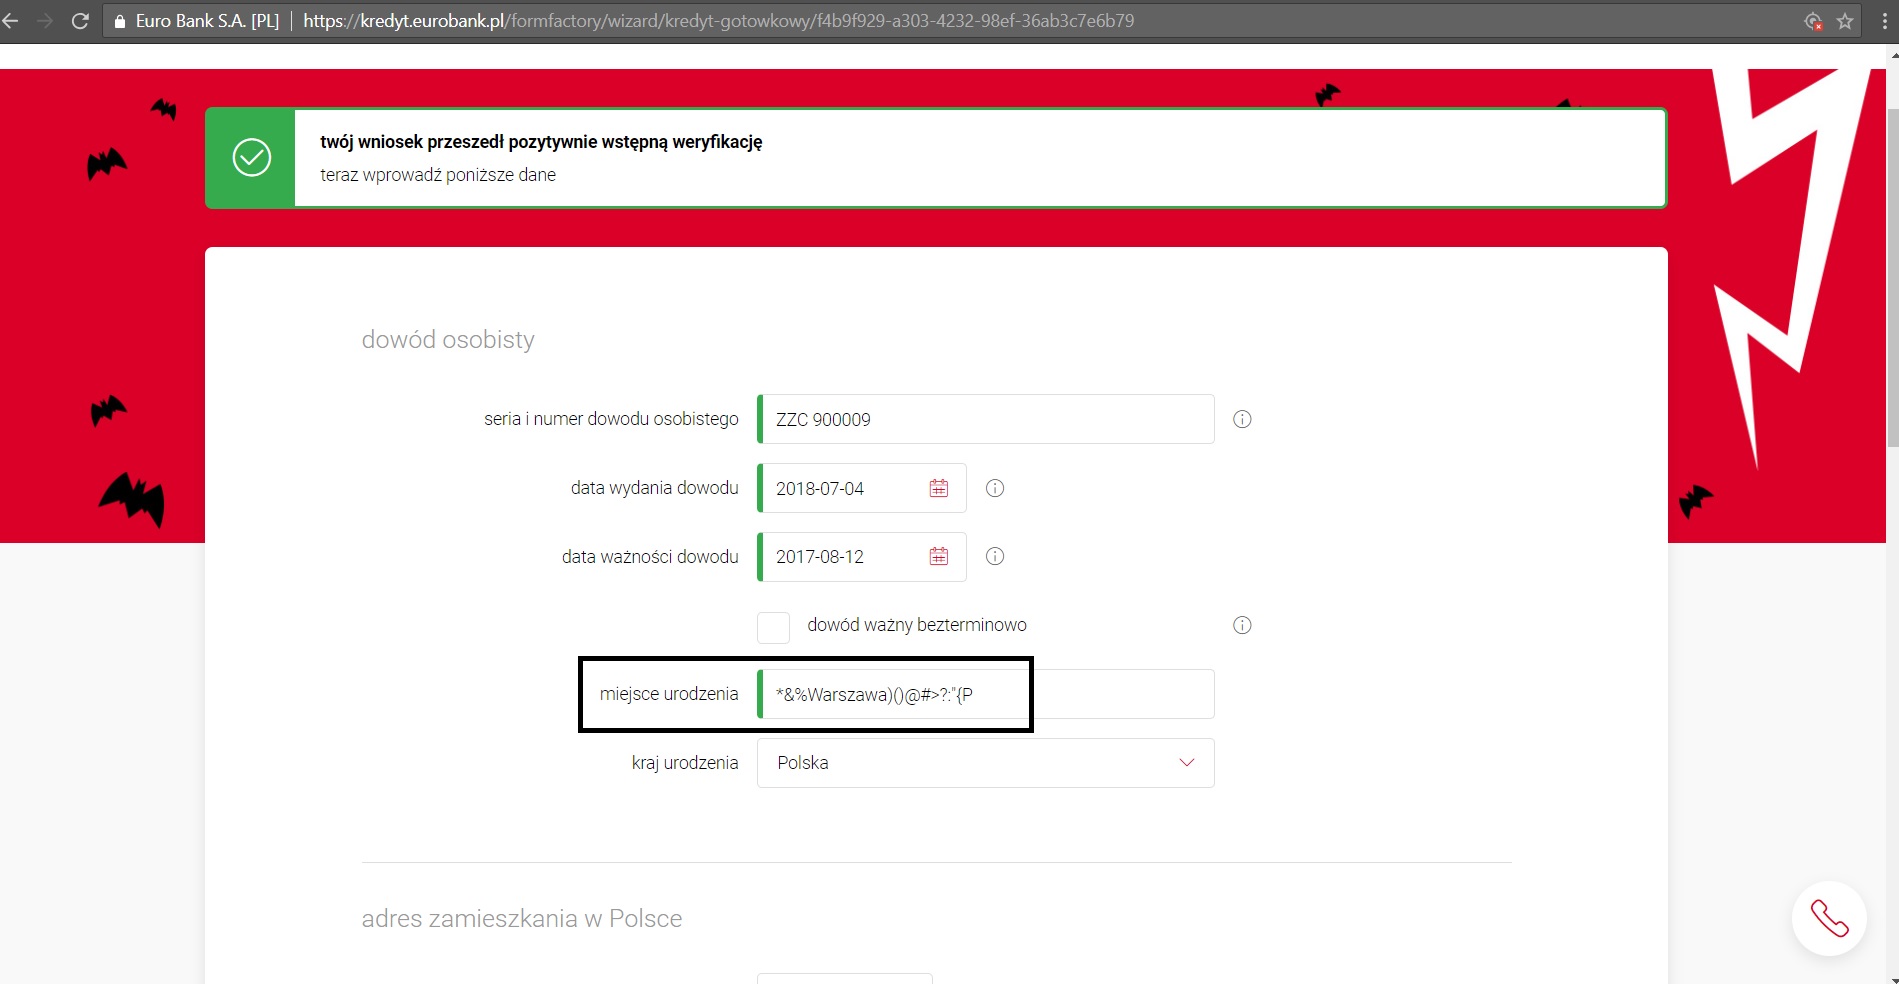 Euro Bank S.A. [PL] https://kredyt.eurobank.pl/formfactory/wizard/kredyt-gotowkowy/f4b9f929-a303-4232-98ef-36ab3c7e6b79
twój wniosek przeszedł pozytywnie wstępną weryfikację
teraz wprowadź poniższe dane
dowód osobisty
seria i numer dowodu osobistego ZZC 900009
data wydania dowodu 2018-07-04
data ważności dowodu 2017-08-12
dowód ważny bezterminowo
miejsce urodzenia *&%Warszawa)()@#>?:"{P
kraj urodzenia Polska
adres zamieszkania w Polsce